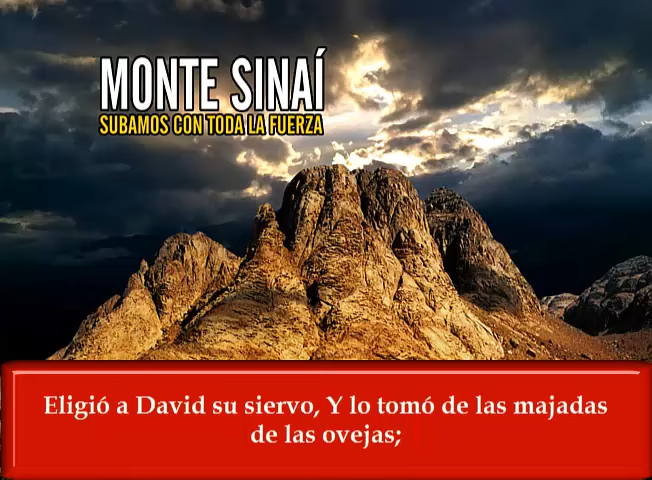 MONTE SINAÍ
SUBAMOS CON TODA LA FUERZA
Eligió a David su siervo, Y lo tomó de las majadas
de las ovejas;